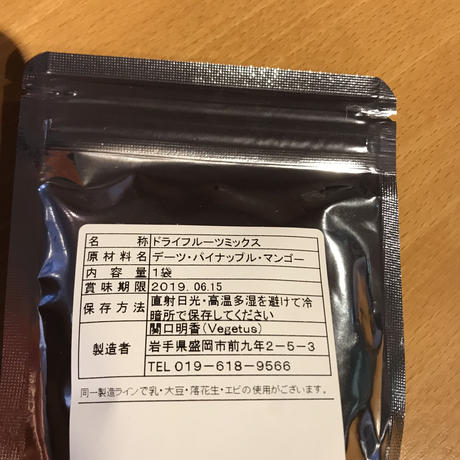 名称 ドライフルーツミックス
原材料名 デーツ・パイナップル・マンゴー
内容量 1袋
賞味期限 2019.06.15
保存方法 直射日光・高温多湿を避けて冷
暗所で保存してください
製造者 関口明香(Vegetus)
岩手県盛岡市前九年2-5-3
TEL 019-618-9566
同一製造ラインで乳・大豆・落花生・エビの使用がございます。